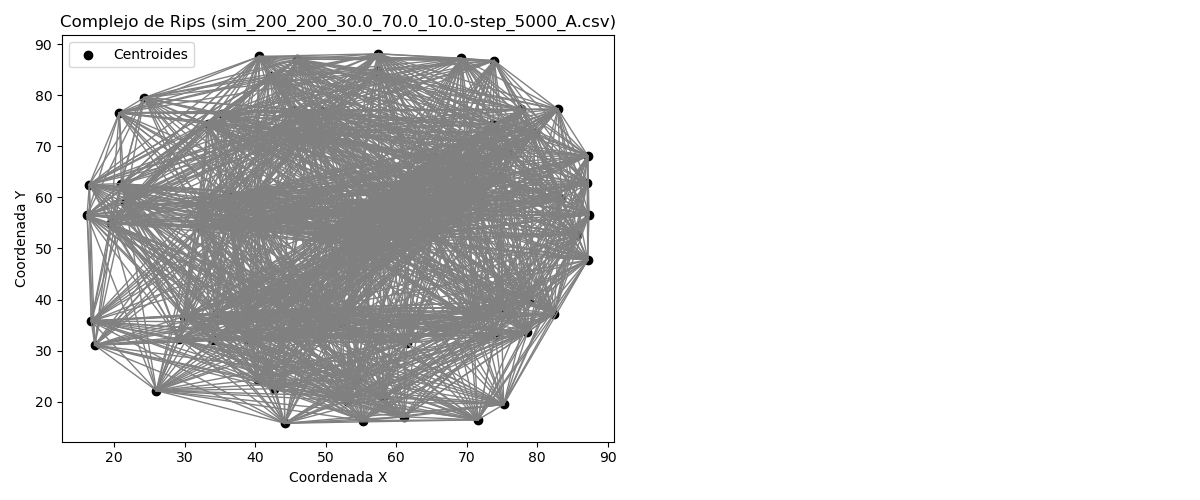 Complejo de Rips (sim_200_200_30.0_70.0_10.0-step_5000_A.csv)
Centroides
Coordenada Y
90
80
70
60
50
40
30
20
20 30 40 50 60 70 80 90
Coordenada X